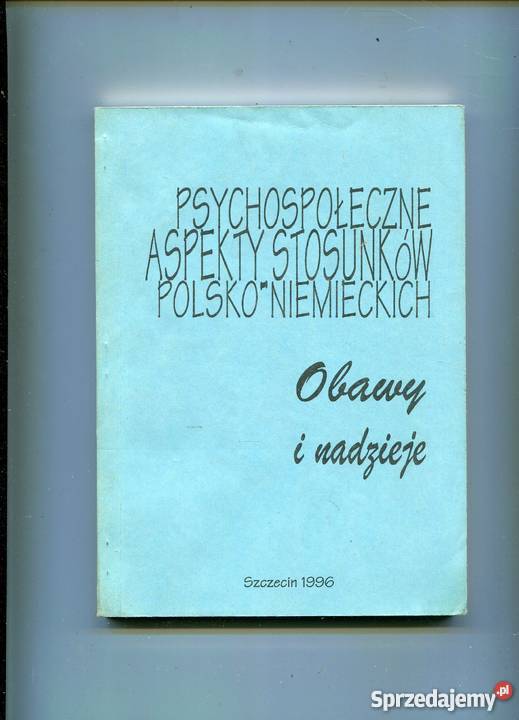 PSYCHOSPOŁECZNE
ASPEKTY STOSUNKÓW
POLSKO-NIEMIECKICH
Obawy
i nadzieje
Szczecin 1996
Sprzedajemy.pl